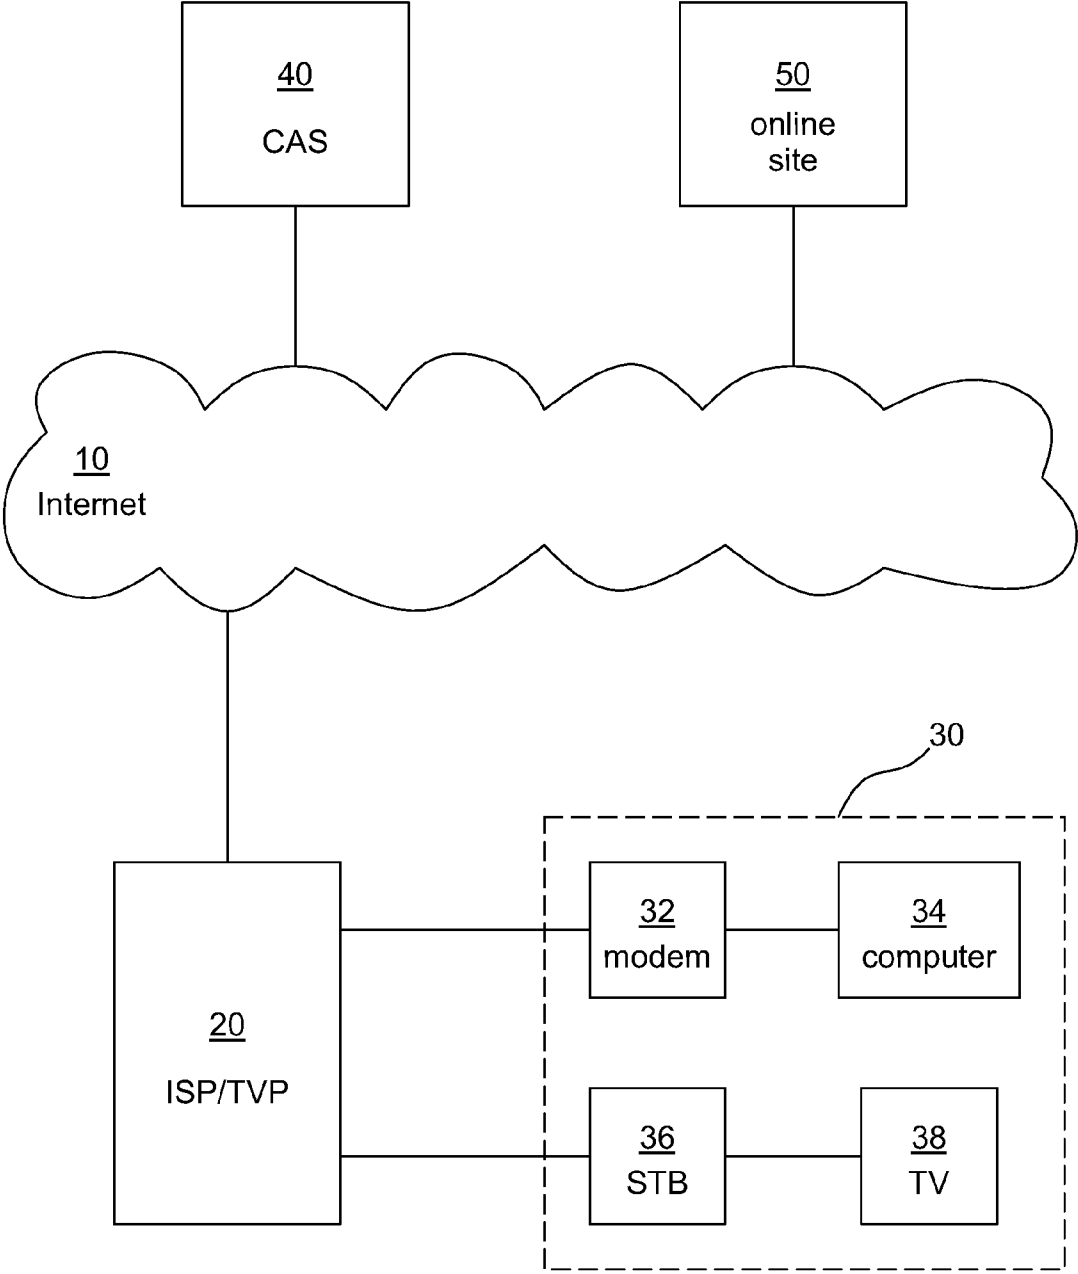 40
CAS
50
online
site
10
Internet
30
32
modem
34
computer
20
ISP/TVP
36
STB
38
TV